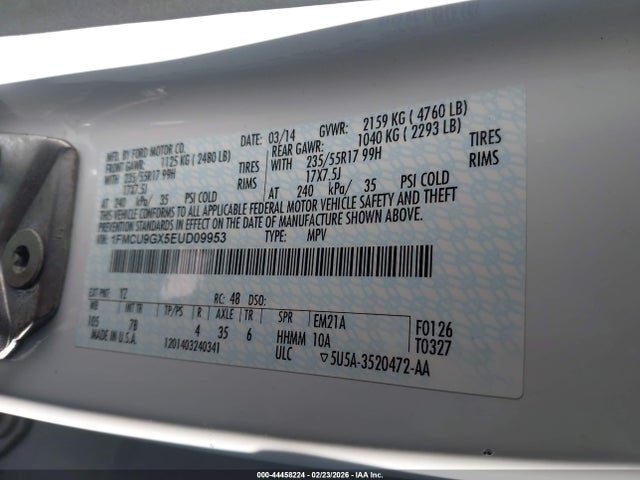 MFD. BY FORD MOTOR CO.
DATE: 03/14 GVWR: 2159 KG ( 4760 LB)
FRONT GAWR: 1125 KG ( 2480 LB)
REAR GAWR: 1040 KG ( 2293 LB)
WITH 235/55R17 99H TIRES
WITH 235/55R17 99H TIRES
17X7.5J RIMS
17X7.5J RIMS
AT 240 kPa/ 35 PSI COLD
AT 240 kPa/ 35 PSI COLD
THIS VEHICLE CONFORMS TO ALL APPLICABLE FEDERAL MOTOR VEHICLE SAFETY AND THEFT
PREVENTION STANDARDS IN EFFECT ON THE DATE OF MANUFACTURE SHOWN ABOVE.
VIN: 1FMCU9GX5EUD09953 TYPE: MPV
EXT PNT: YZ RC: 48 DSO:
WB INT TR TP/PS R AXLE TR SPR EM21A F0126
105 7B 4 35 6 HHMM 10A T0327
MADE IN U.S.A. 1201403240341 ULC ▽5U5A-3520472-AA
000-44458224 - 02/23/2026 - IAA Inc.